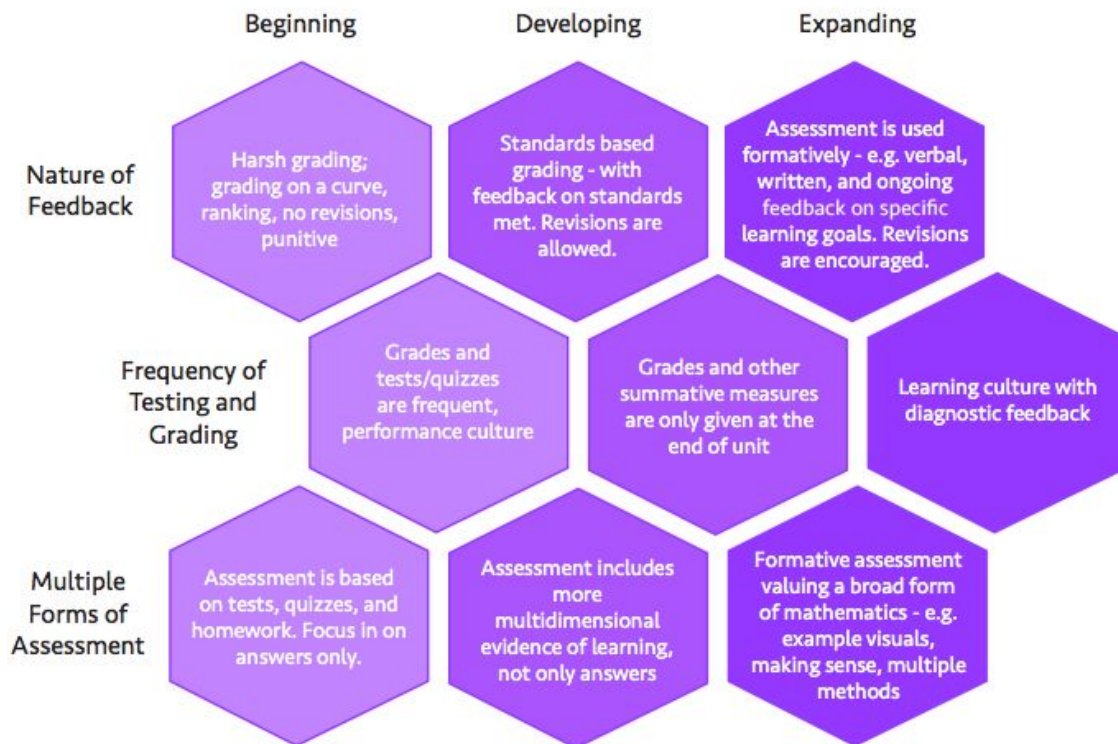 Beginning
Developing
Expanding
Nature of
Feedback
Harsh grading;
grading on a curve,
ranking, no revisions,
punitive
Standards based
grading - with
feedback on standards
met. Revisions are
allowed.
Assessment is used
formatively - e.g. verbal,
written, and ongoing
feedback on specific
learning goals. Revisions
are encouraged.
Frequency of
Testing and
Grading
Grades and
tests/quizzes
are frequent,
performance culture
Grades and other
summative measures
are only given at the
end of unit
Learning culture with
diagnostic feedback
Multiple
Forms of
Assessment
Assessment is based
on tests, quizzes, and
homework. Focus in on
answers only.
Assessment includes
more
multidimensional
evidence of learning,
not only answers
Formative assessment
valuing a broad form
of mathematics - e.g.
example visuals,
making sense, multiple
methods